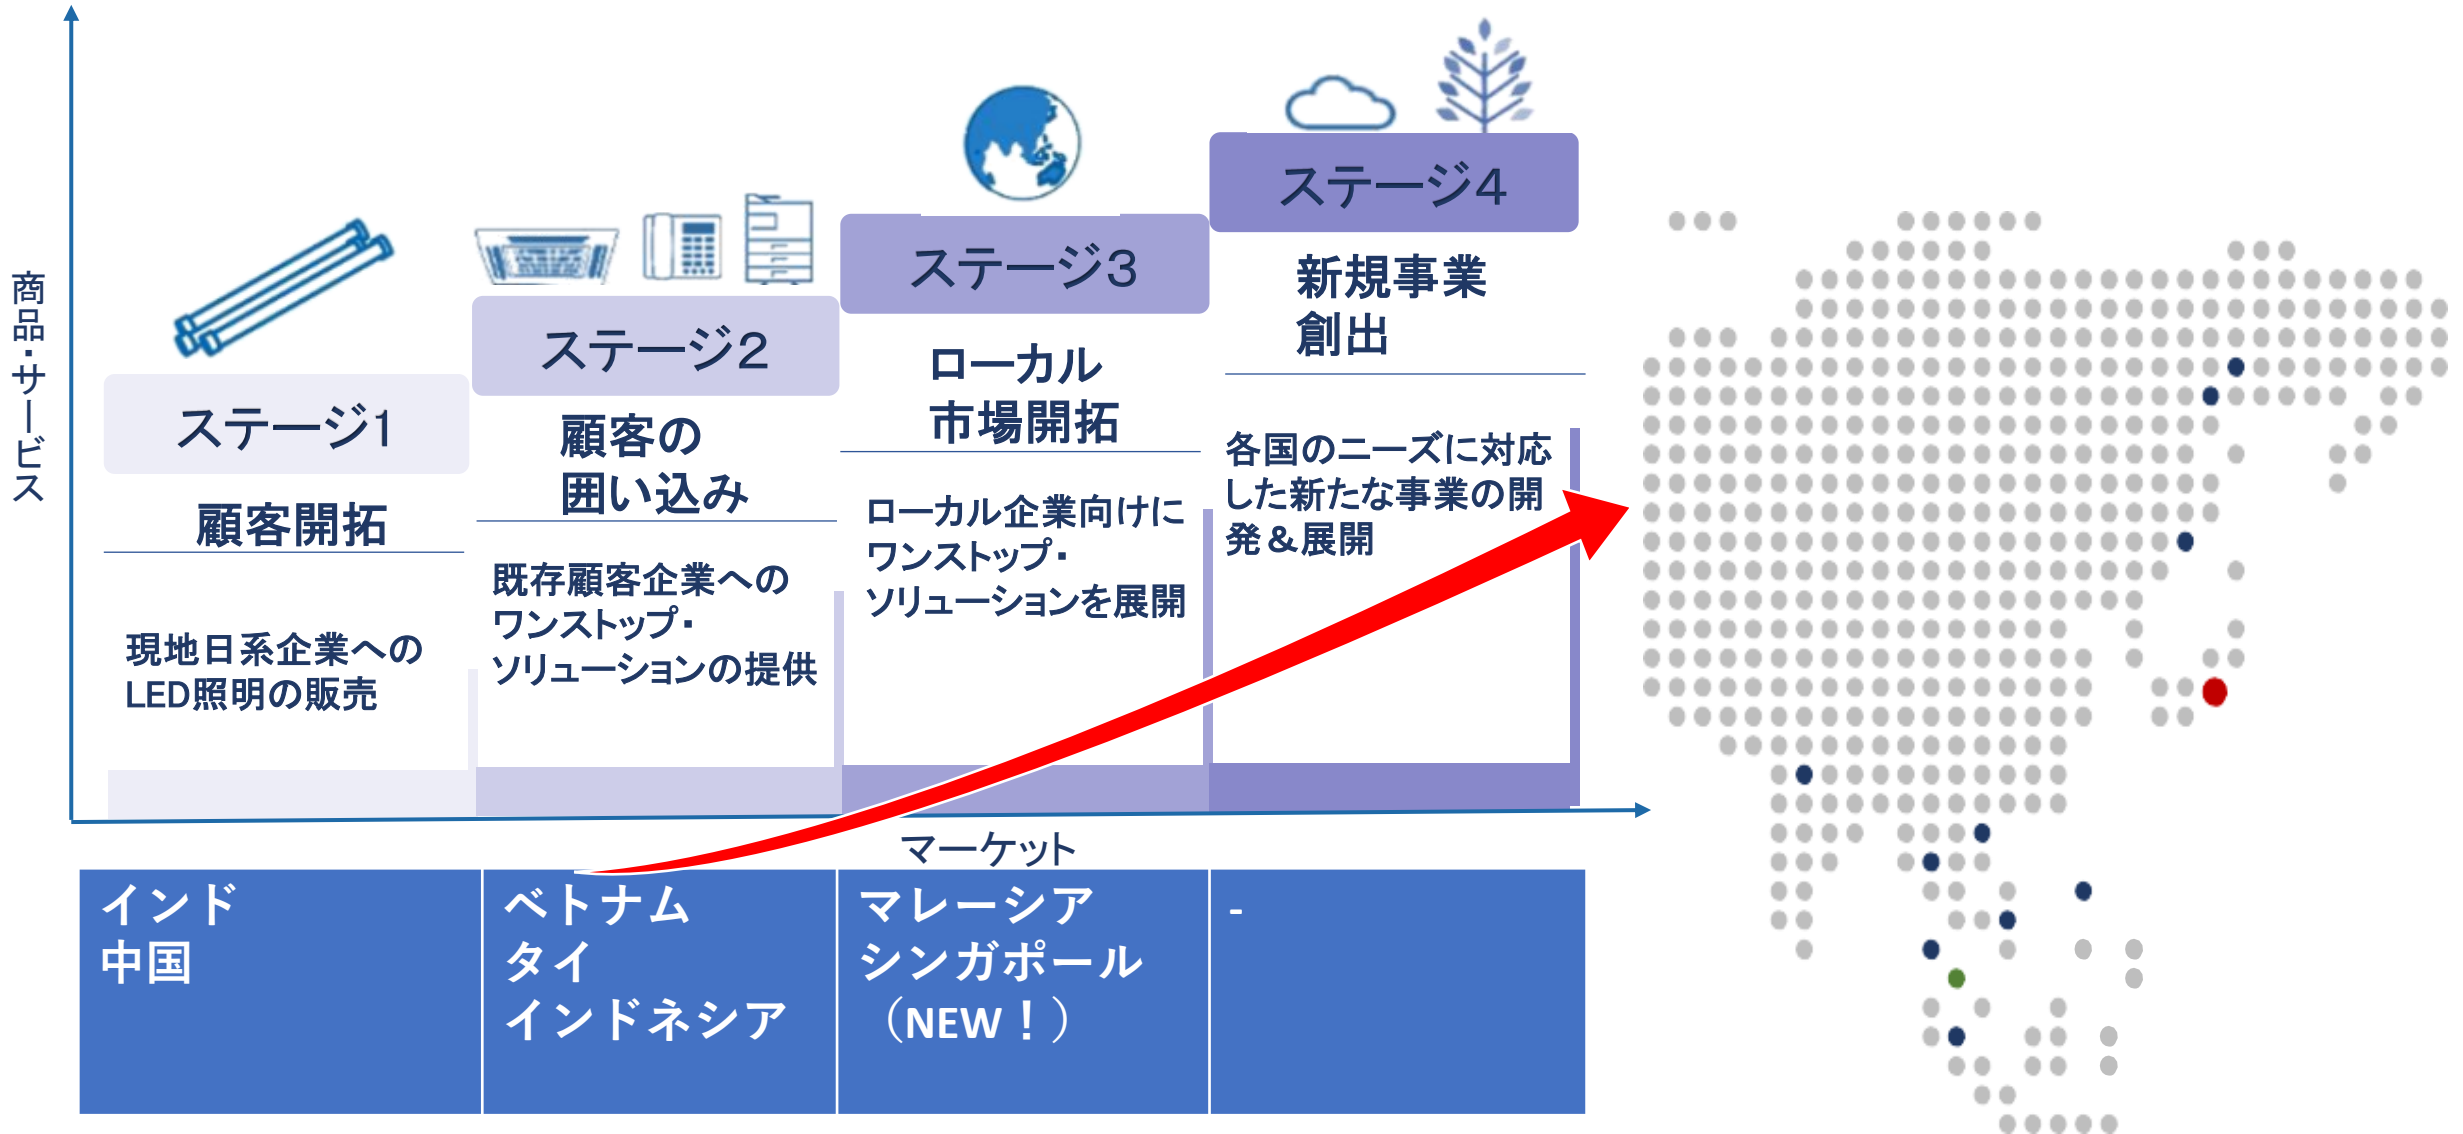 商品・サービス
ステージ1
顧客開拓
現地日系企業への
LED照明の販売
ステージ2
顧客の
囲い込み
既存顧客企業への
ワンストップ・
ソリューションの提供
ステージ3
ローカル
市場開拓
ローカル企業向けに
ワンストップ・
ソリューションを展開
ステージ4
新規事業
創出
各国のニーズに対応
した新たな事業の開
発＆展開
マーケット
インド
中国
ベトナム
タイ
インドネシア
マレーシア
シンガポール
（NEW！）
-